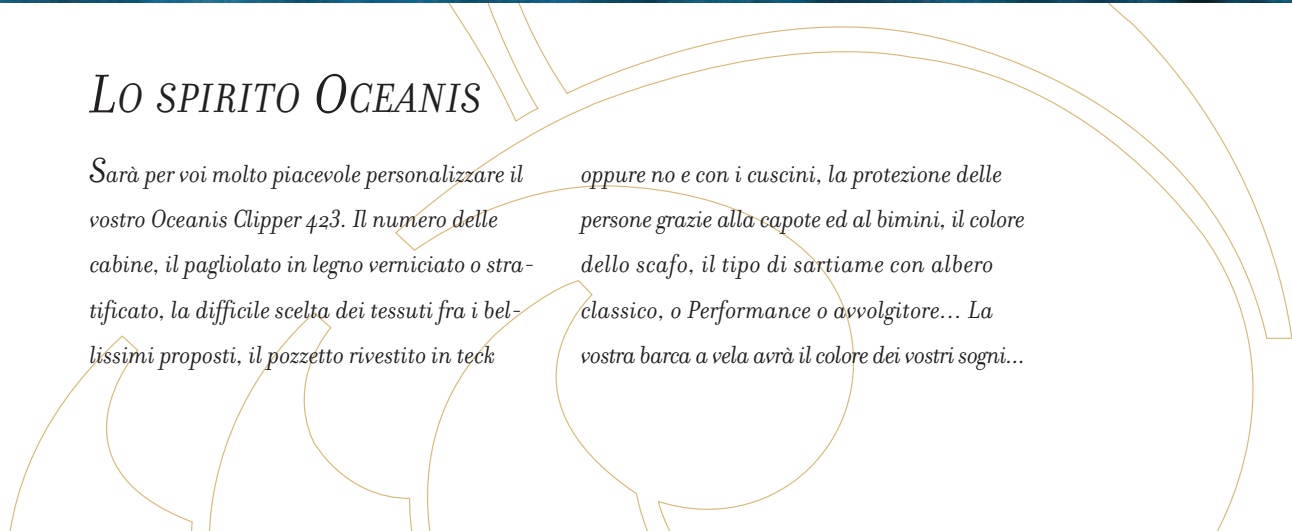 Lo spirito Oceanis
Sarà per voi molto piacevole personalizzare il
vostro Oceanis Clipper 423. Il numero delle
cabine, il pagliolato in legno verniciato o stra-
tificato, la difficile scelta dei tessuti fra i bel-
lissimi proposti, il pozzetto rivestito in teck
oppure no e con i cuscini, la protezione delle
persone grazie alla capote ed al bimini, il colore
dello scafo, il tipo di sartiame con albero
classico, o Performance o avvolgitore... La
vostra barca a vela avrà il colore dei vostri sogni...